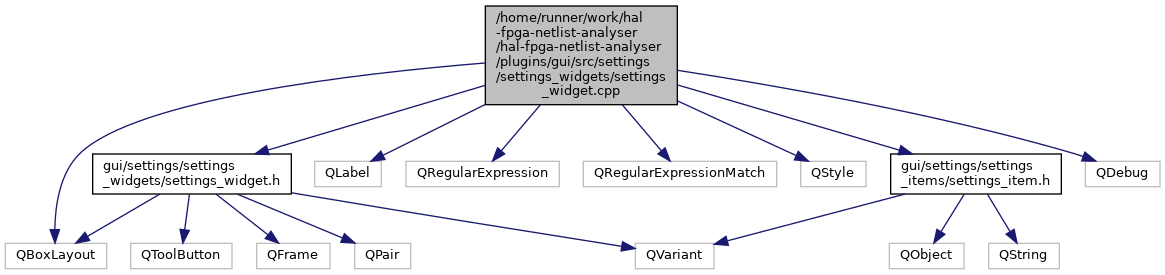 /home/runner/work/hal
-fpga-netlist-analyser
/hal-fpga-netlist-analyser
/plugins/gui/src/settings
/settings_widgets/settings
_widget.cpp
gui/settings/settings
_widgets/settings_widget.h
QLabel
QRegularExpression
QRegularExpressionMatch
QStyle
gui/settings/settings
_items/settings_item.h
QDebug
QBoxLayout
QToolButton
QFrame
QPair
QVariant
QObject
QString